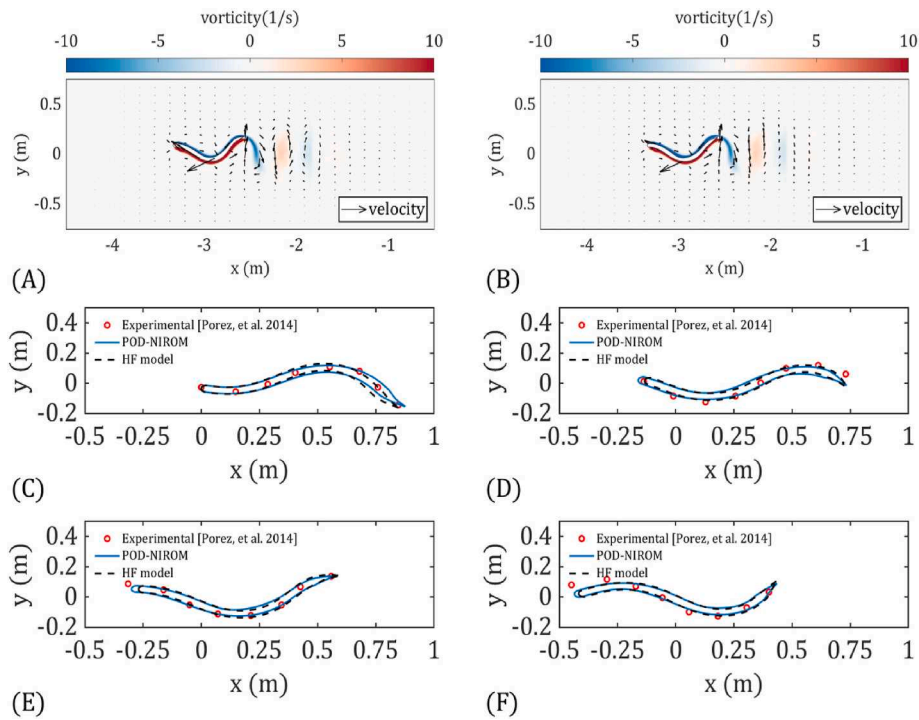 vorticity(1/s)
-10 -5 0 5 10
y (m)
0.5
0
-0.5
velocity
-4 -3 -2 -1
x (m)
(A)
vorticity(1/s)
-10 -5 0 5 10
y (m)
0.5
0
-0.5
velocity
-4 -3 -2 -1
x (m)
(B)
y (m)
0.4
0.2
0
-0.2
Experimental [Porez, et al. 2014]
POD-NIROM
HF model
-0.5 -0.25 0 0.25 0.5 0.75 1
x (m)
(C)
y (m)
0.4
0.2
0
-0.2
Experimental [Porez, et al. 2014]
POD-NIROM
HF model
-0.5 -0.25 0 0.25 0.5 0.75 1
x (m)
(D)
y (m)
0.4
0.2
0
-0.2
Experimental [Porez, et al. 2014]
POD-NIROM
HF model
-0.5 -0.25 0 0.25 0.5 0.75 1
x (m)
(E)
y (m)
0.4
0.2
0
-0.2
Experimental [Porez, et al. 2014]
POD-NIROM
HF model
-0.5 -0.25 0 0.25 0.5 0.75 1
x (m)
(F)